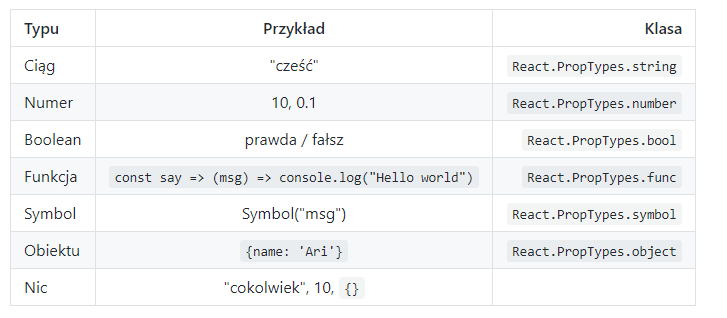 Typu Przykład Klasa
Ciąg "cześć" React.PropTypes.string
Numer 10, 0.1 React.PropTypes.number
Boolean prawda / fałsz React.PropTypes.bool
Funkcja const say => (msg) => console.log("Hello world") React.PropTypes.func
Symbol Symbol("msg") React.PropTypes.symbol
Obiektu {name: 'Ari'} React.PropTypes.object
Nic "cokolwiek", 10, {}